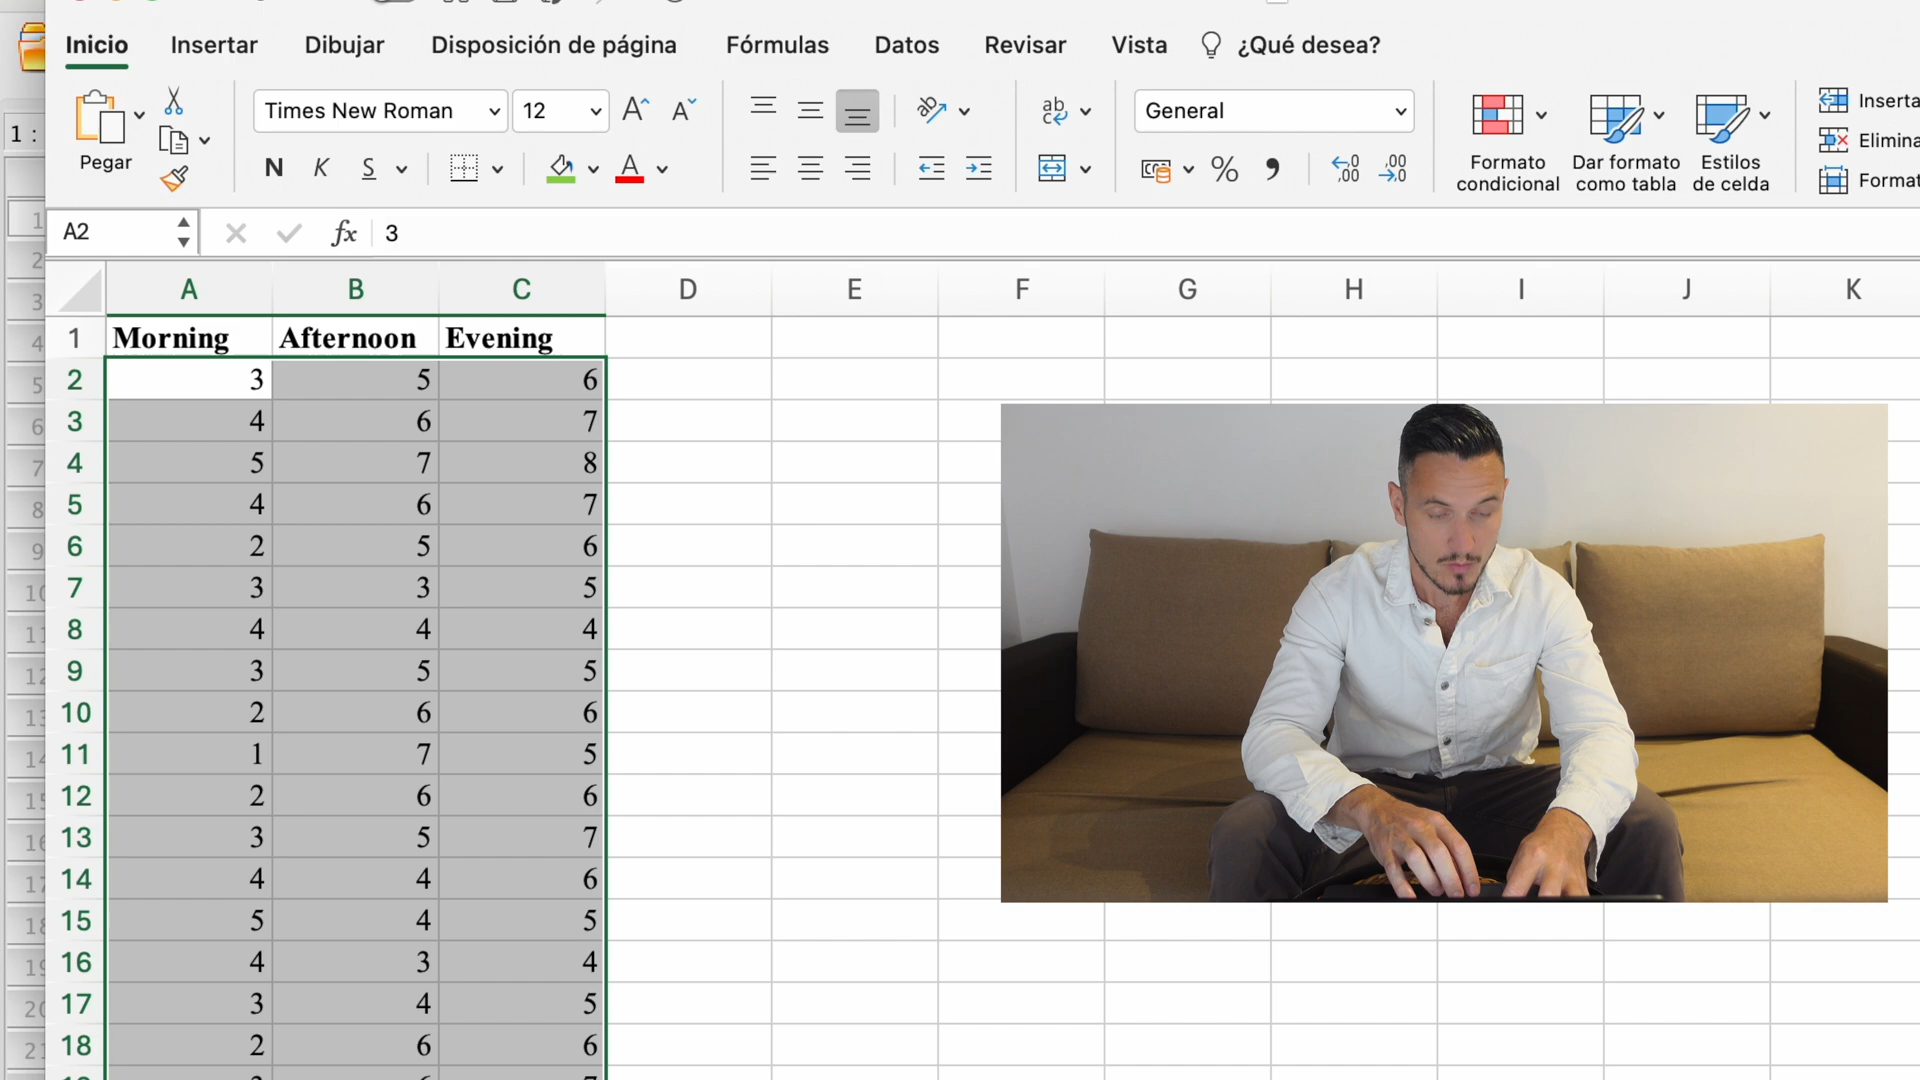 Inicio Insertar Dibujar Disposición de página Fórmulas Datos Revisar Vista ¿Qué desea?
Pegar
Times New Roman 12
N K S
ab
General
Formato condicional
Dar formato como tabla
Estilos de celda
Inserta
Elimina
Format
A2 fx 3
A B C D E F G H I J K
1 Morning Afternoon Evening
2 3 5 6
3 4 6 7
4 5 7 8
5 4 6 7
6 2 5 6
7 3 3 5
8 4 4 4
9 3 5 5
10 2 6 6
11 1 7 5
12 2 6 6
13 3 5 7
14 4 4 6
15 5 4 5
16 4 3 4
17 3 4 5
18 2 6 6